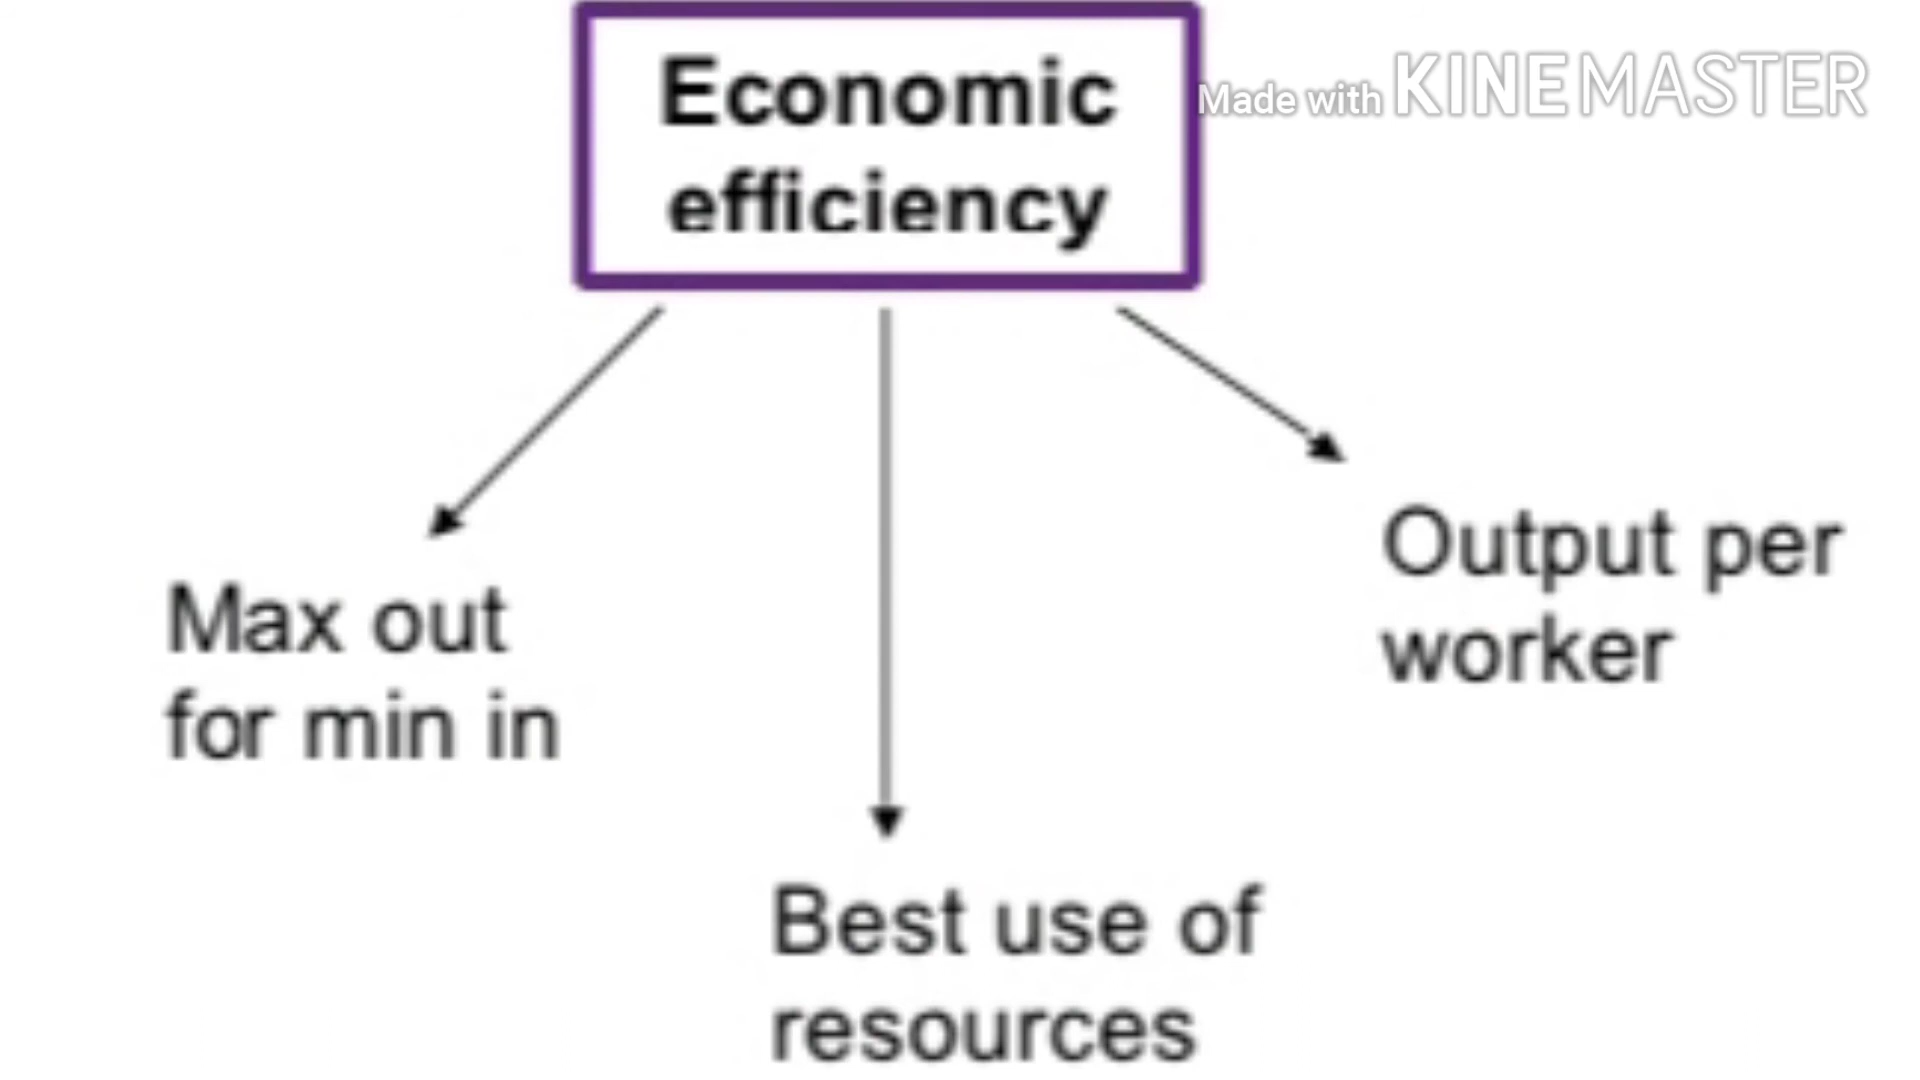 Economic
efficiency
Made with KINEMASTER
Max out
for min in
Output per
worker
Best use of
resources